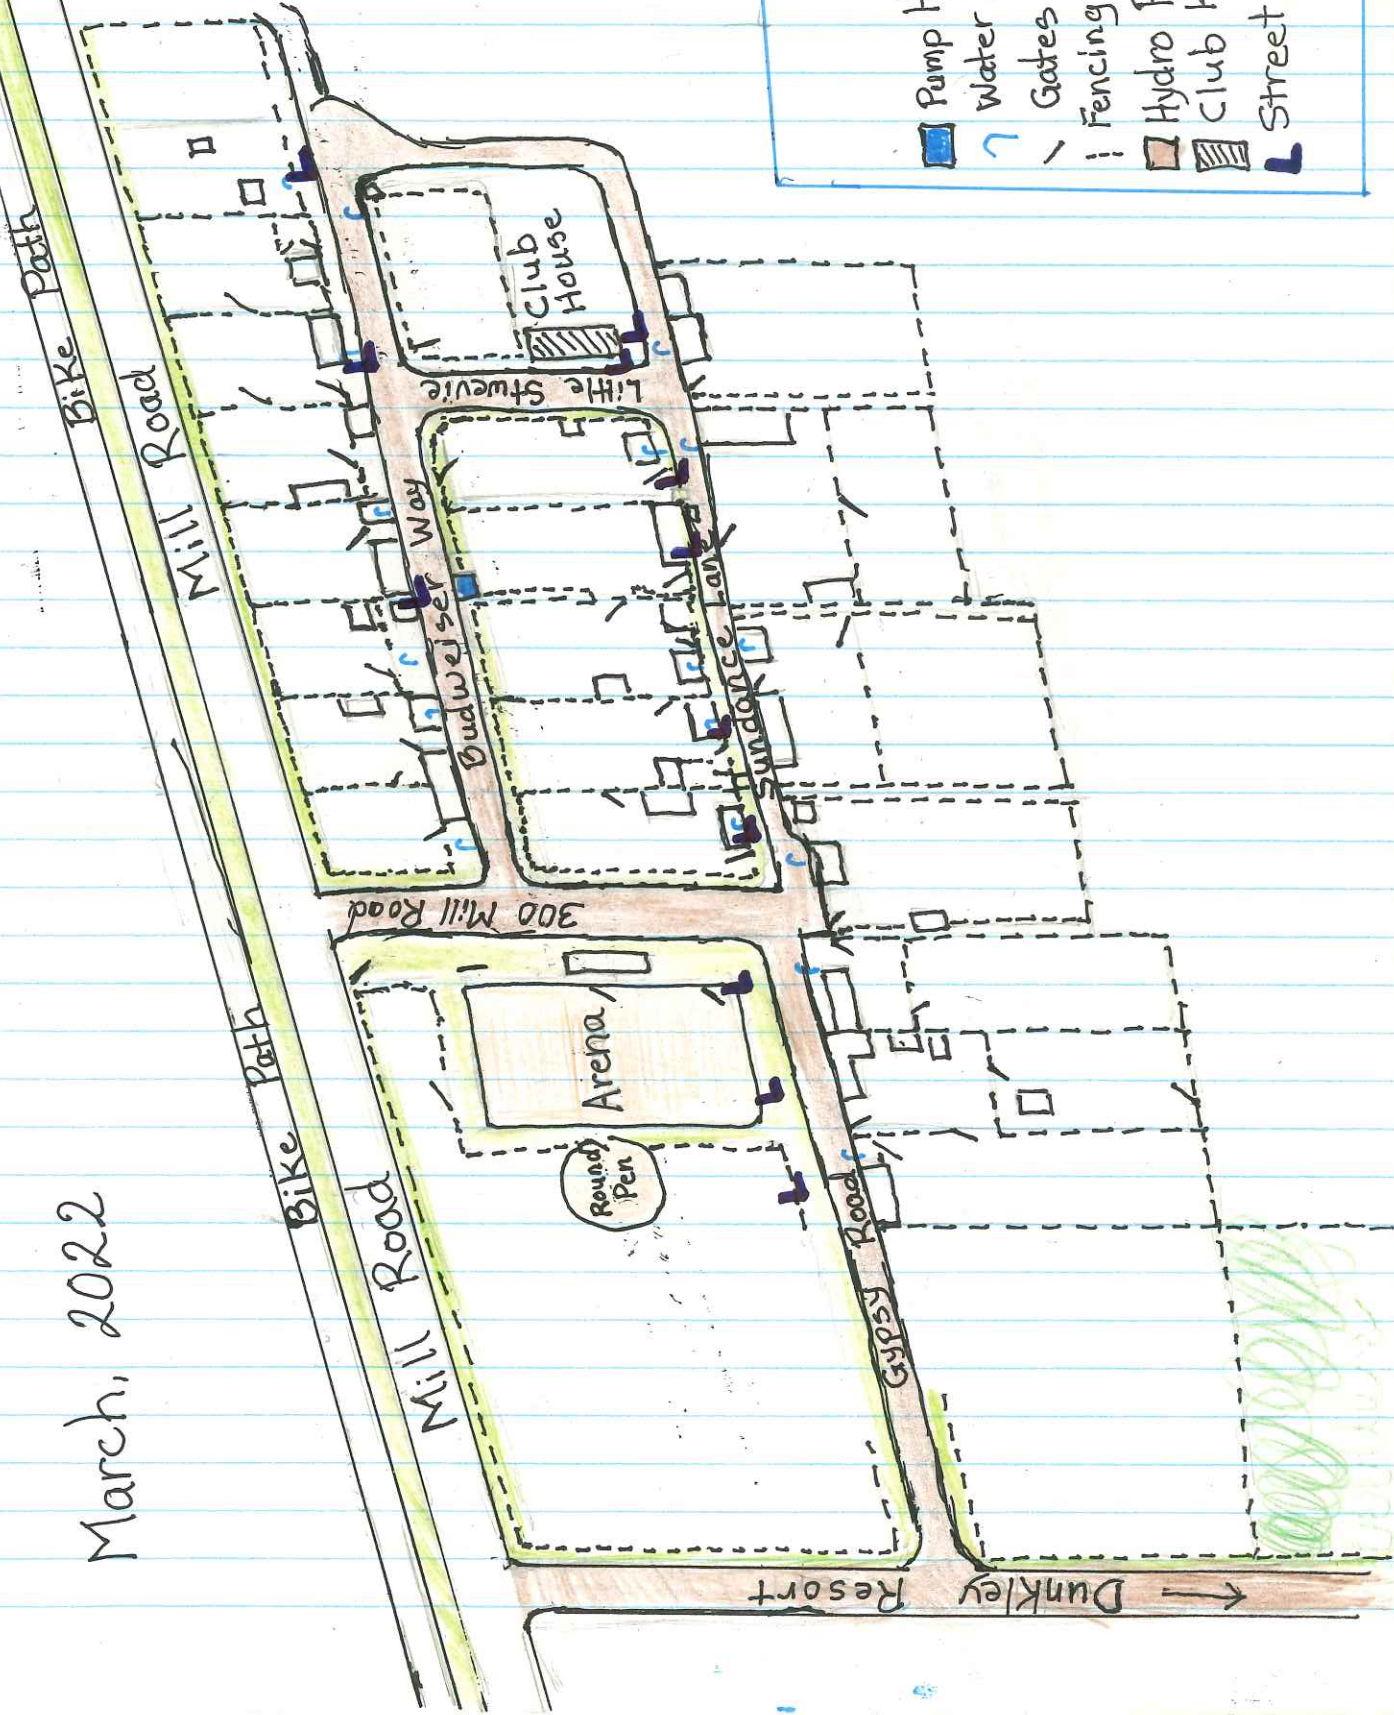 March, 2022
Bike Path
Bike Path
Mill Road
Mill Road
Budweiser Way
Little Stwevie
Club
House
Sundance Lane
300 Mill Road
Arena
Round
Pen
Gypsy Road
Dunkley Resort
Pump H
Water
Gates
Fencing
Hydro P
Club H
Street